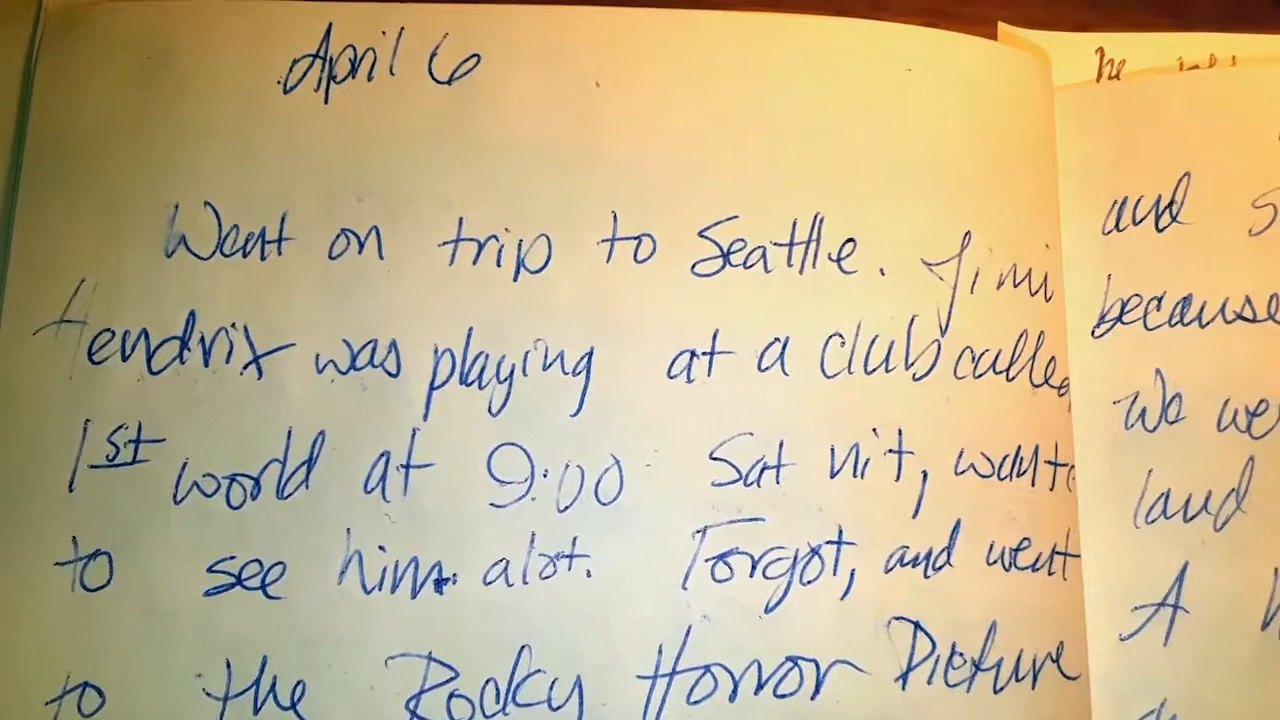 April 6
Went on trip to Seattle. Jimi
Hendrix was playing at a club called
1st world at 9:00 Sat nit, wante
to see him alot. Forgot, and went
to the Rocky Horror Picture
he
and s
because
We we
land
A